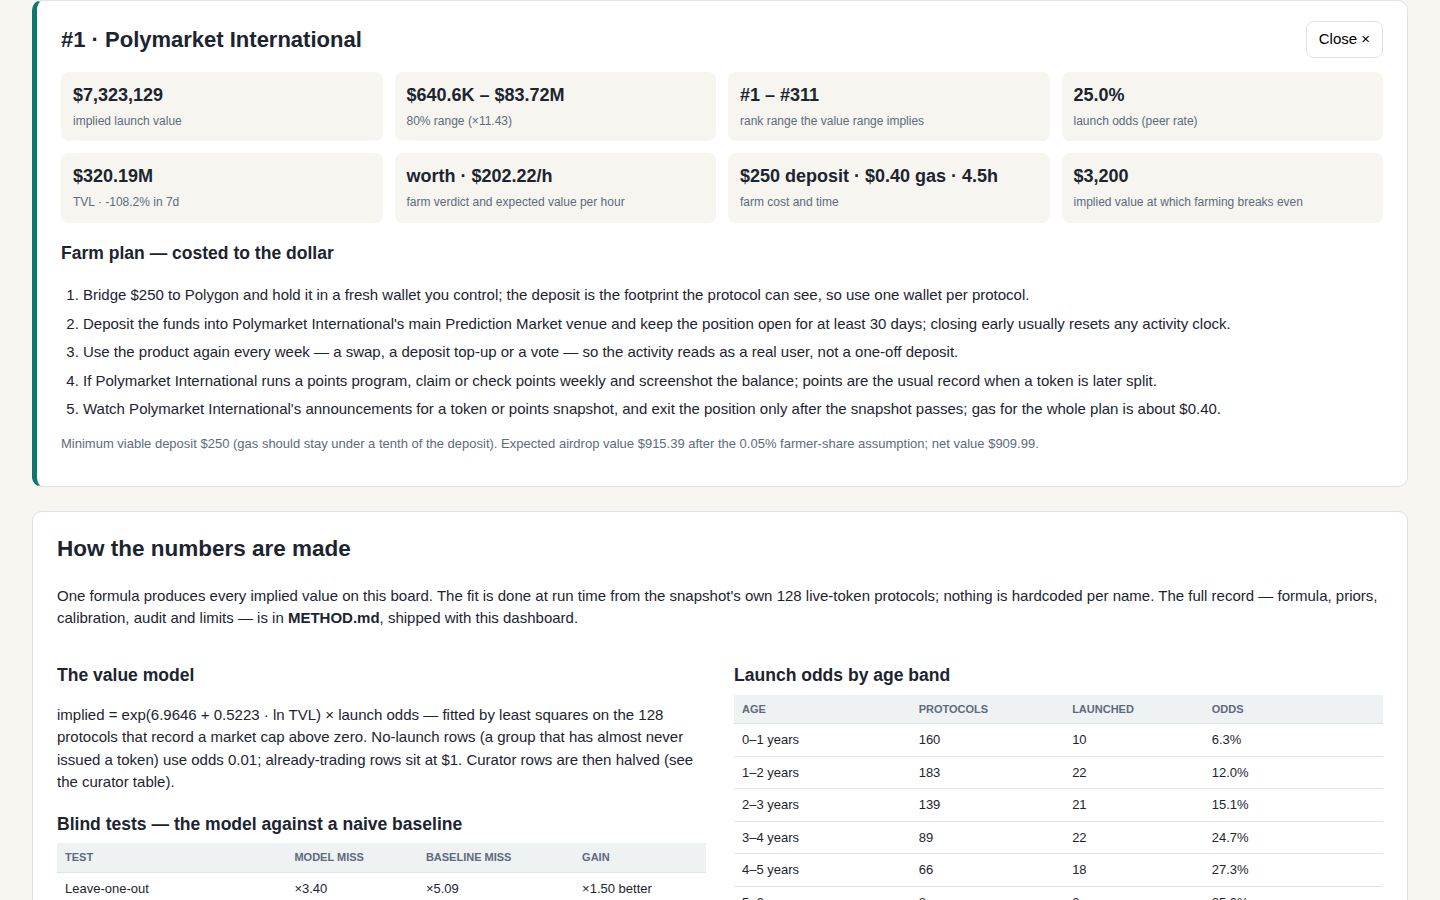 #1 · Polymarket International
Close ×
$7,323,129
implied launch value
$640.6K – $83.72M
80% range (×11.43)
#1 – #311
rank range the value range implies
25.0%
launch odds (peer rate)
$320.19M
TVL · -108.2% in 7d
worth · $202.22/h
farm verdict and expected value per hour
$250 deposit · $0.40 gas · 4.5h
farm cost and time
$3,200
implied value at which farming breaks even
Farm plan — costed to the dollar
1. Bridge $250 to Polygon and hold it in a fresh wallet you control; the deposit is the footprint the protocol can see, so use one wallet per protocol.
2. Deposit the funds into Polymarket International's main Prediction Market venue and keep the position open for at least 30 days; closing early usually resets any activity clock.
3. Use the product again every week — a swap, a deposit top-up or a vote — so the activity reads as a real user, not a one-off deposit.
4. If Polymarket International runs a points program, claim or check points weekly and screenshot the balance; points are the usual record when a token is later split.
5. Watch Polymarket International's announcements for a token or points snapshot, and exit the position only after the snapshot passes; gas for the whole plan is about $0.40.
Minimum viable deposit $250 (gas should stay under a tenth of the deposit). Expected airdrop value $915.39 after the 0.05% farmer-share assumption; net value $909.99.
How the numbers are made
One formula produces every implied value on this board. The fit is done at run time from the snapshot's own 128 live-token protocols; nothing is hardcoded per name. The full record — formula, priors,
calibration, audit and limits — is in METHOD.md, shipped with this dashboard.
The value model
implied = exp(6.9646 + 0.5223 · ln TVL) × launch odds — fitted by least squares on the 128
protocols that record a market cap above zero. No-launch rows (a group that has almost never
issued a token) use odds 0.01; already-trading rows sit at $1. Curator rows are then halved (see
the curator table).
Blind tests — the model against a naive baseline
TEST MODEL MISS BASELINE MISS GAIN
Leave-one-out ×3.40 ×5.09 ×1.50 better
Launch odds by age band
AGE PROTOCOLS LAUNCHED ODDS
0–1 years 160 10 6.3%
1–2 years 183 22 12.0%
2–3 years 139 21 15.1%
3–4 years 89 22 24.7%
4–5 years 66 18 27.3%